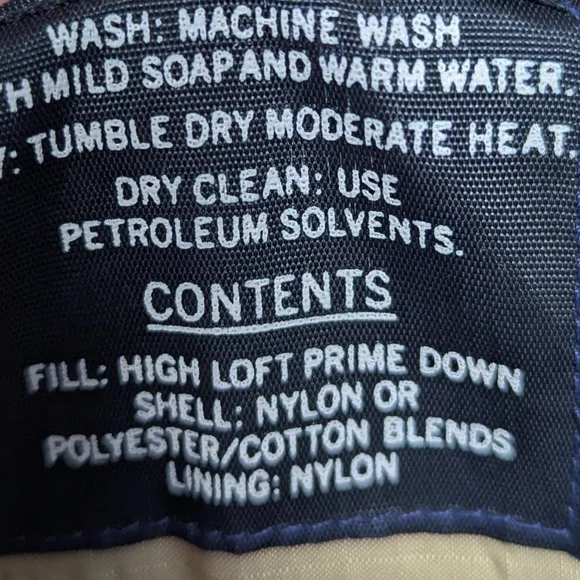 WASH: MACHINE WASH
H MILD SOAP AND WARM WATER.
: TUMBLE DRY MODERATE HEAT.
DRY CLEAN: USE
PETROLEUM SOLVENTS.
CONTENTS
FILL: HIGH LOFT PRIME DOWN
SHELL: NYLON OR
POLYESTER/COTTON BLENDS
LINING: NYLON